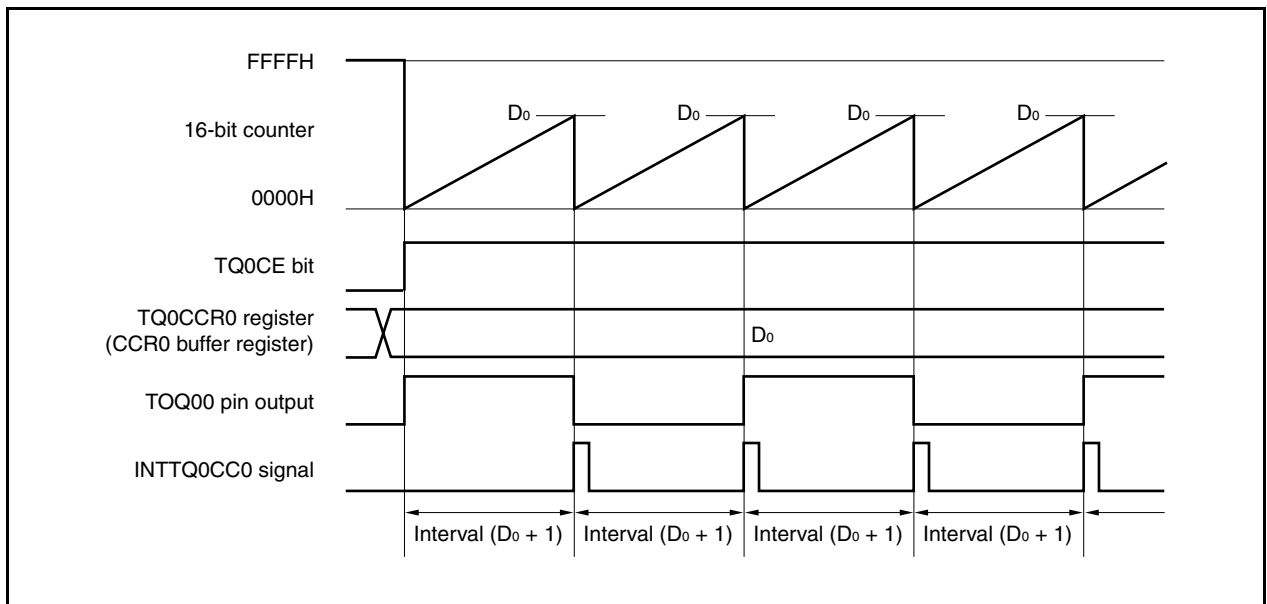 FFFFH
D0 D0 D0 D0
16-bit counter
0000H
TQ0CE bit
TQ0CCR0 register
(CCR0 buffer register)
D0
TOQ00 pin output
INTTQ0CC0 signal
Interval (D0 + 1) Interval (D0 + 1) Interval (D0 + 1) Interval (D0 + 1)